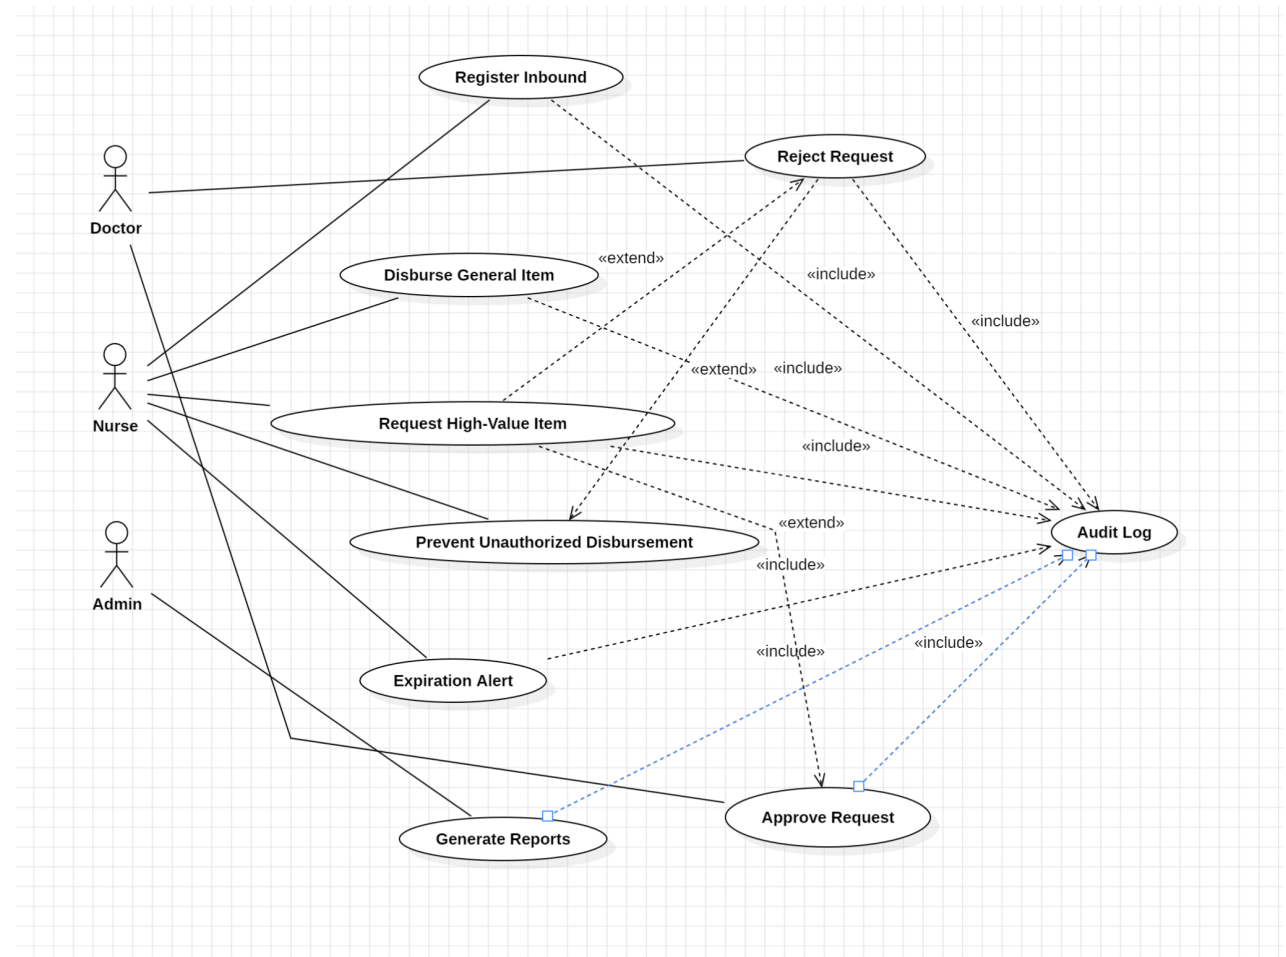 Register Inbound
Reject Request
Doctor
«extend»
Disburse General Item
«include»
«include»
«extend»
«include»
Nurse
Request High-Value Item
«include»
«extend»
Audit Log
Prevent Unauthorized Disbursement
«include»
Admin
«include»
«include»
Expiration Alert
Approve Request
Generate Reports